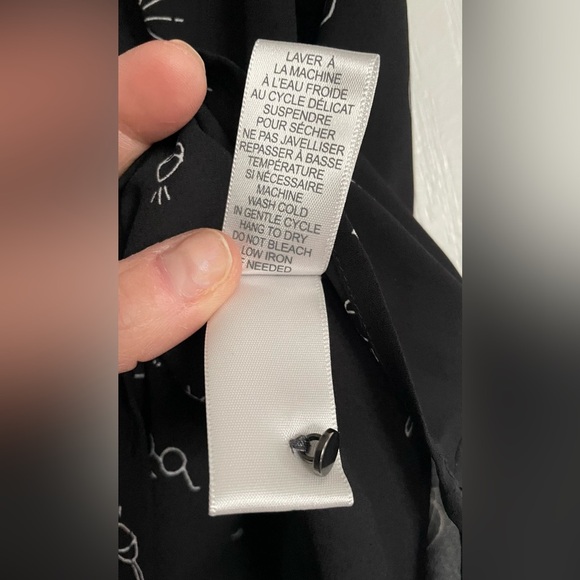 LAVER À
LA MACHINE
À L'EAU FROIDE
AU CYCLE DÉLICAT
SUSPENDRE
POUR SÉCHER
NE PAS JAVELLISER
REPASSER À BASSE
TEMPÉRATURE
SI NÉCESSAIRE
MACHINE
WASH COLD
IN GENTLE CYCLE
HANG TO DRY
DO NOT BLEACH
LOW IRON
NEEDED